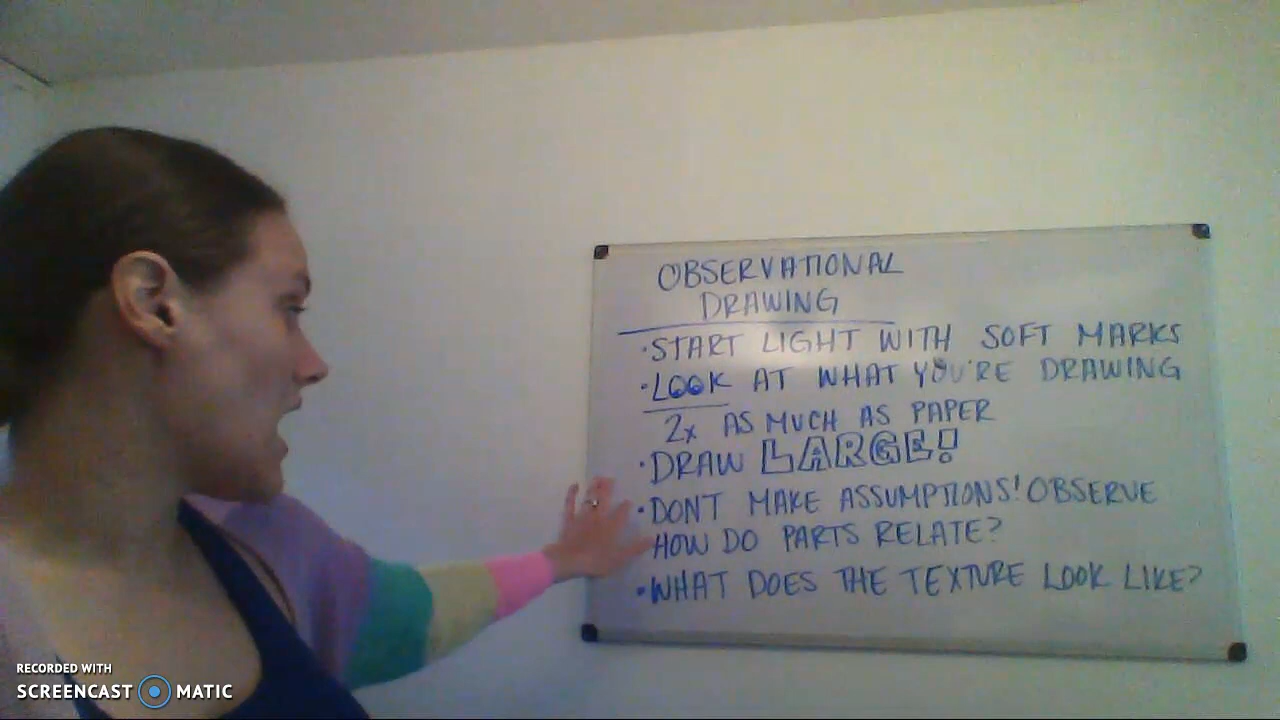 OBSERVATIONAL
DRAWING
·START LIGHT WITH SOFT MARKS
·LOOK AT WHAT YOU'RE DRAWING
2x AS MUCH AS PAPER
·DRAW LARGE!
·DONT MAKE ASSUMPTIONS! OBSERVE
HOW DO PARTS RELATE?
·WHAT DOES THE TEXTURE LOOK LIKE?
RECORDED WITH
SCREENCAST MATIC